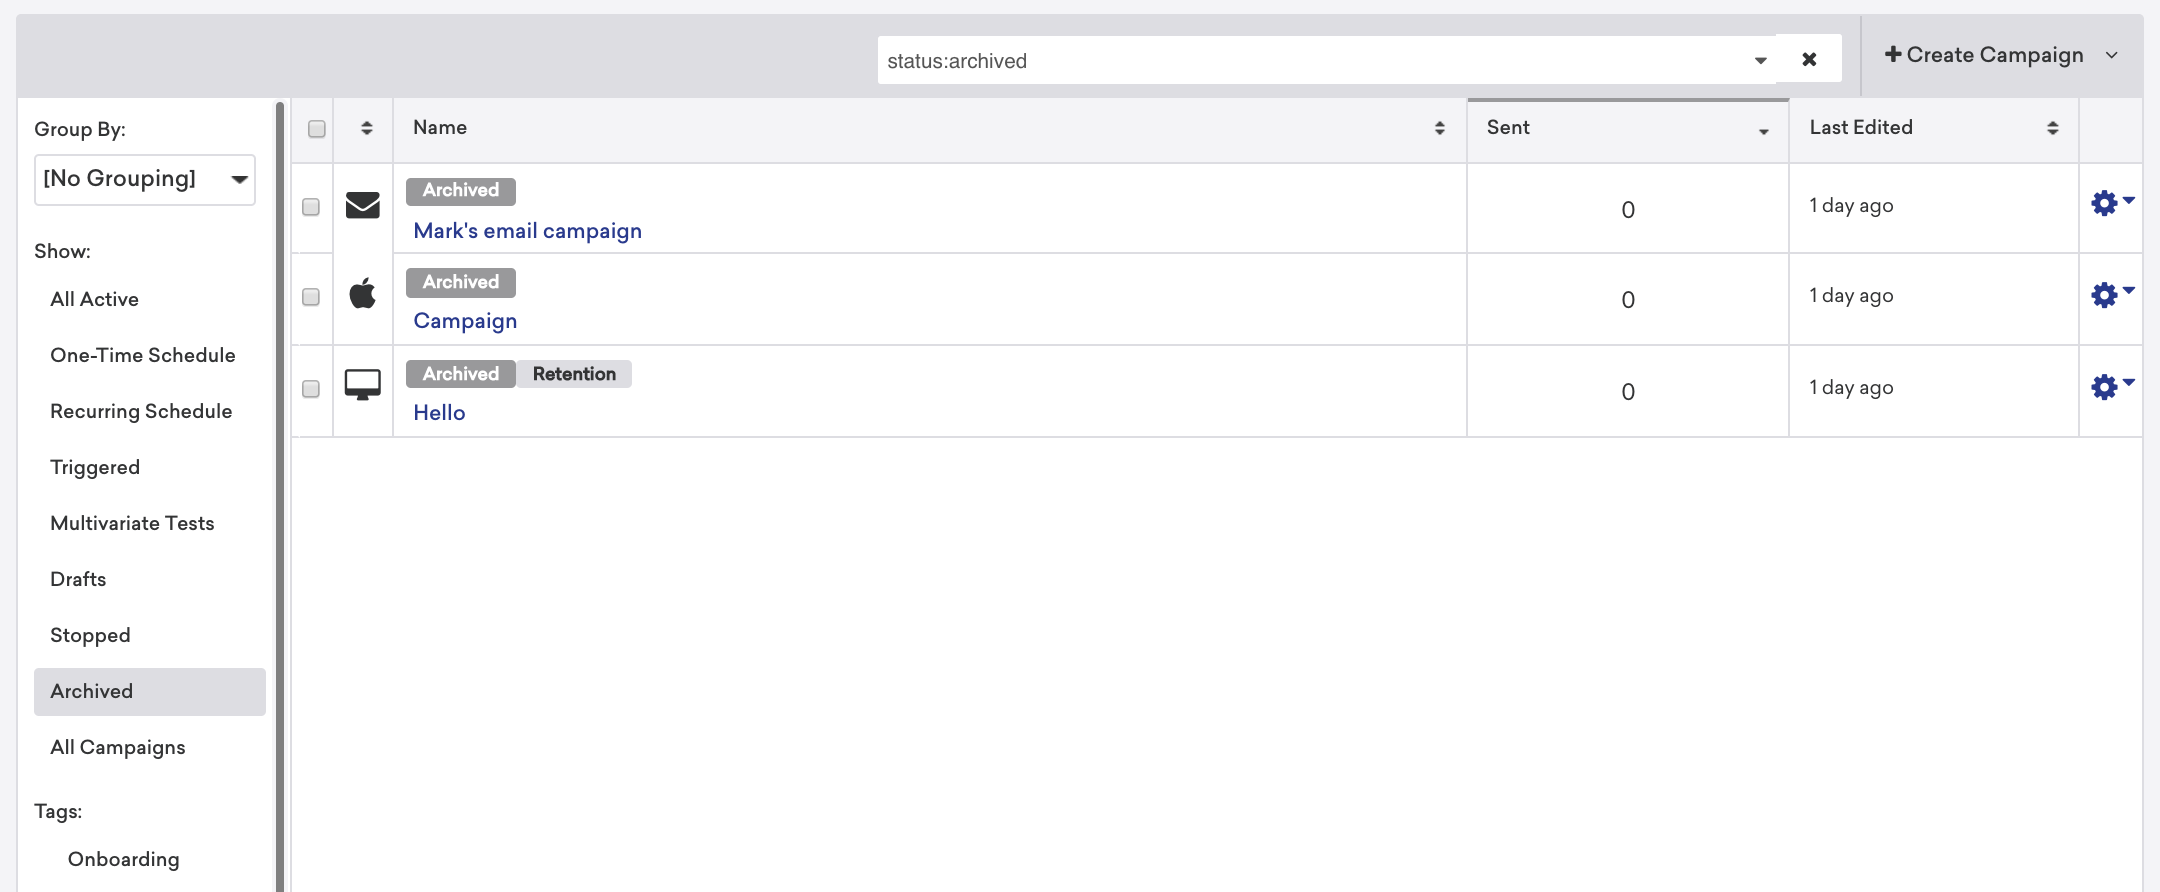 status:archived
Create Campaign
Group By:
[No Grouping]
Show:
All Active
One-Time Schedule
Recurring Schedule
Triggered
Multivariate Tests
Drafts
Stopped
Archived
All Campaigns
Tags:
Onboarding
Name Sent Last Edited
Archived
Mark's email campaign
0
1 day ago
Archived
Campaign
0
1 day ago
Archived Retention
Hello
0
1 day ago